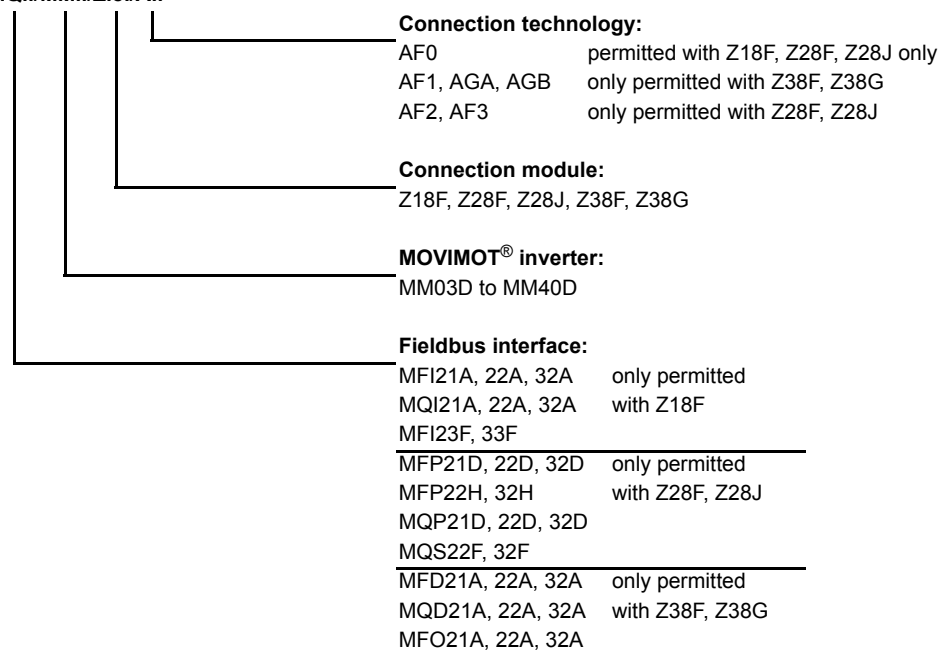 Connection technology:
AF0 permitted with Z18F, Z28F, Z28J only
AF1, AGA, AGB only permitted with Z38F, Z38G
AF2, AF3 only permitted with Z28F, Z28J
Connection module:
Z18F, Z28F, Z28J, Z38F, Z38G
MOVIMOT® inverter:
MM03D to MM40D
Fieldbus interface:
MFI21A, 22A, 32A only permitted
MQI21A, 22A, 32A with Z18F
MFI23F, 33F
MFP21D, 22D, 32D only permitted
MFP22H, 32H with Z28F, Z28J
MQP21D, 22D, 32D
MQS22F, 32F
MFD21A, 22A, 32A only permitted
MQD21A, 22A, 32A with Z38F, Z38G
MFO21A, 22A, 32A